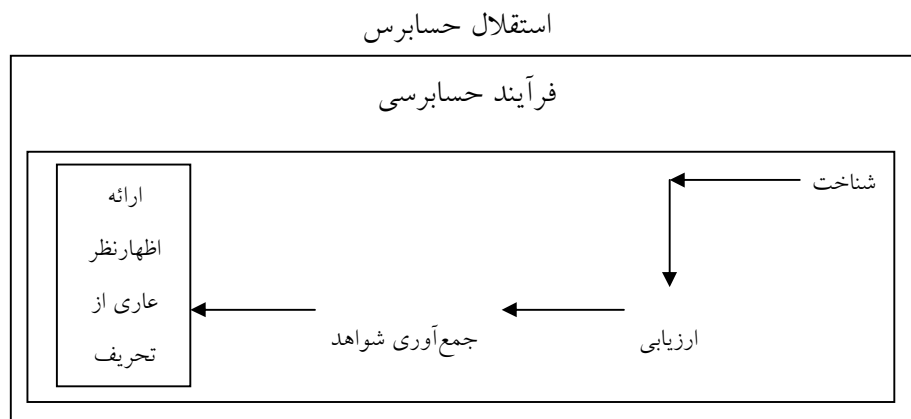 استقلال حسابرس
فرآیند حسابرسی
شناخت
ارزیابی
جمع‌آوری شواهد
ارائه
اظهارنظر
عاری از
تحریف